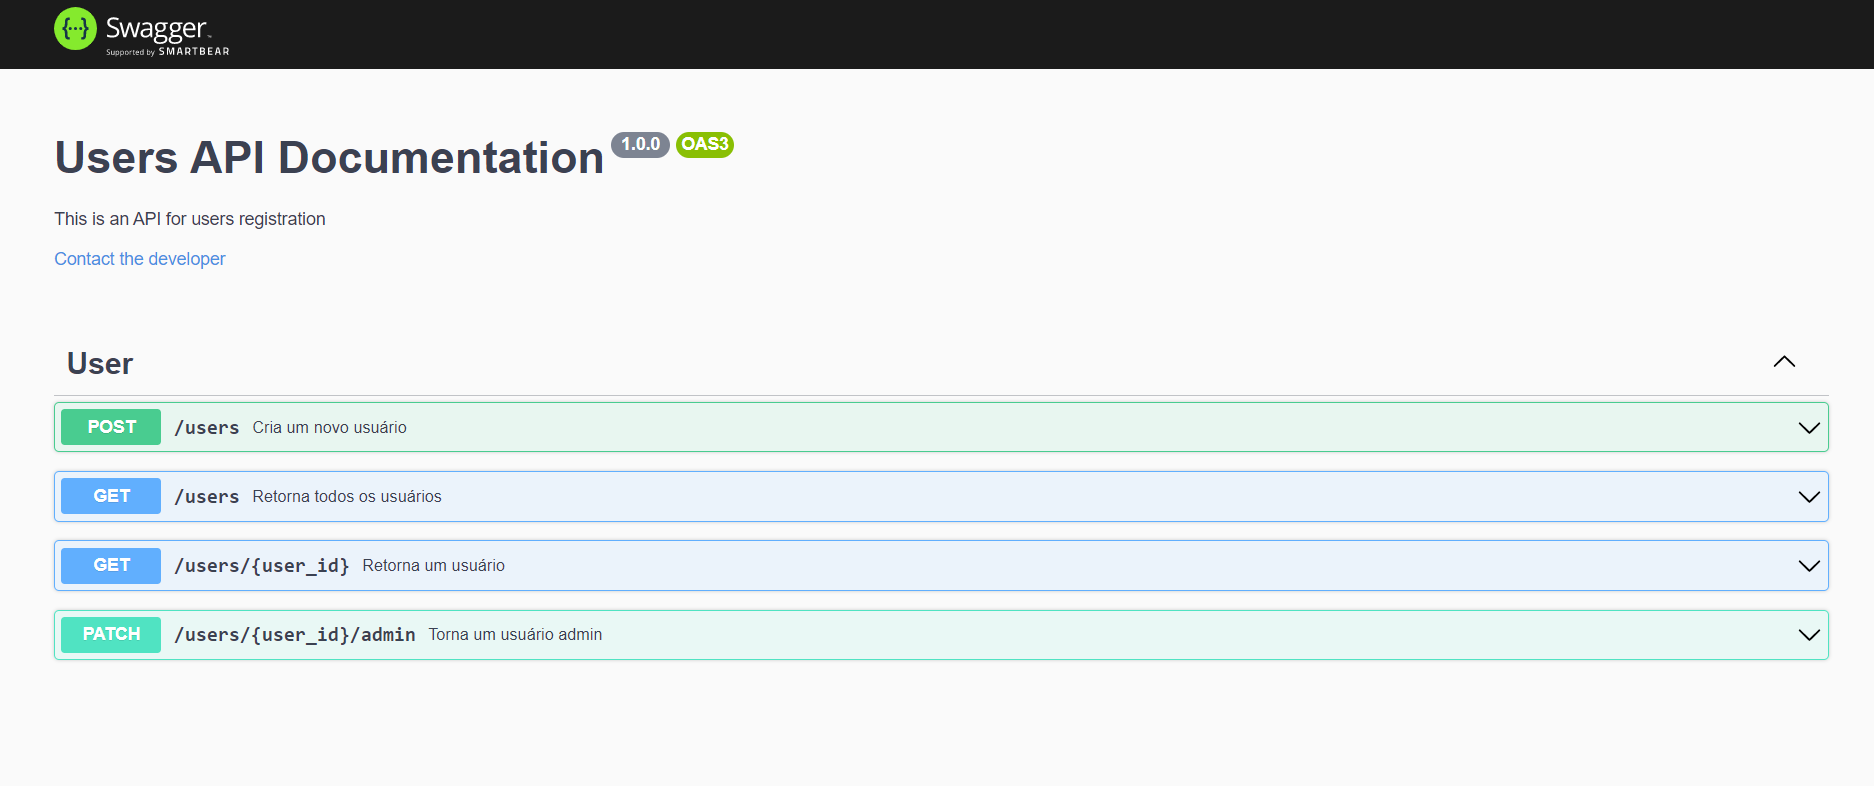 {···} Swagger™
Supported by SMARTBEAR
Users API Documentation 1.0.0 OAS3
This is an API for users registration
Contact the developer
User
POST /users Cria um novo usuário
GET /users Retorna todos os usuários
GET /users/{user_id} Retorna um usuário
PATCH /users/{user_id}/admin Torna um usuário admin